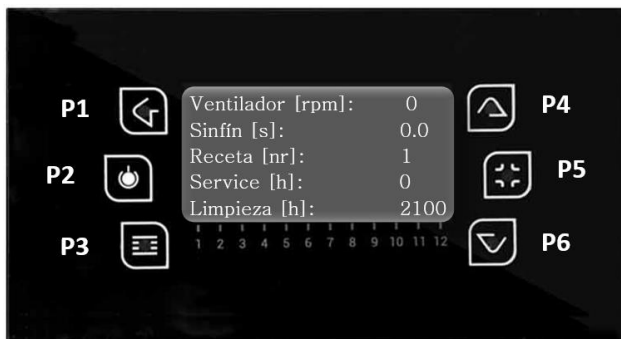 P1
P2
P3
Ventilador [rpm]: 0
Sinfín [s]: 0.0
Receta [nr]: 1
Service [h]: 0
Limpieza [h]: 2100
1 2 3 4 5 6 7 8 9 10 11 12
P4
P5
P6